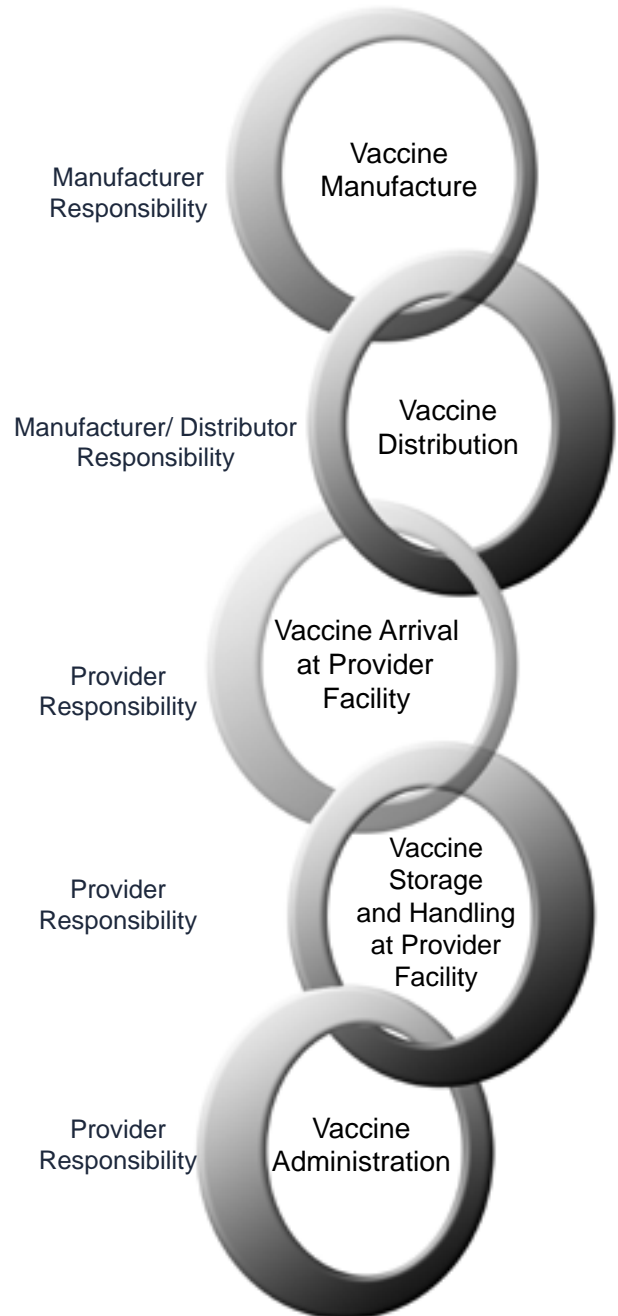 Manufacturer
Responsibility
Vaccine
Manufacture
Manufacturer/ Distributor
Responsibility
Vaccine
Distribution
Provider
Responsibility
Vaccine Arrival
at Provider
Facility
Provider
Responsibility
Vaccine
Storage
and Handling
at Provider
Facility
Provider
Responsibility
Vaccine
Administration